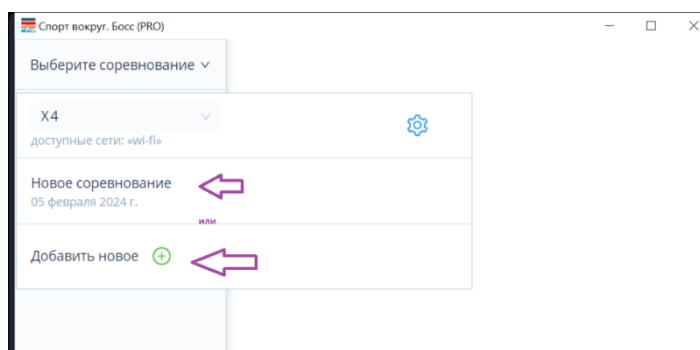 Спорт вокруг. Босс (PRO)
Выберите соревнование
X4
доступные сети: «wi-fi»
Новое соревнование
05 февраля 2024 г.
или
Добавить новое